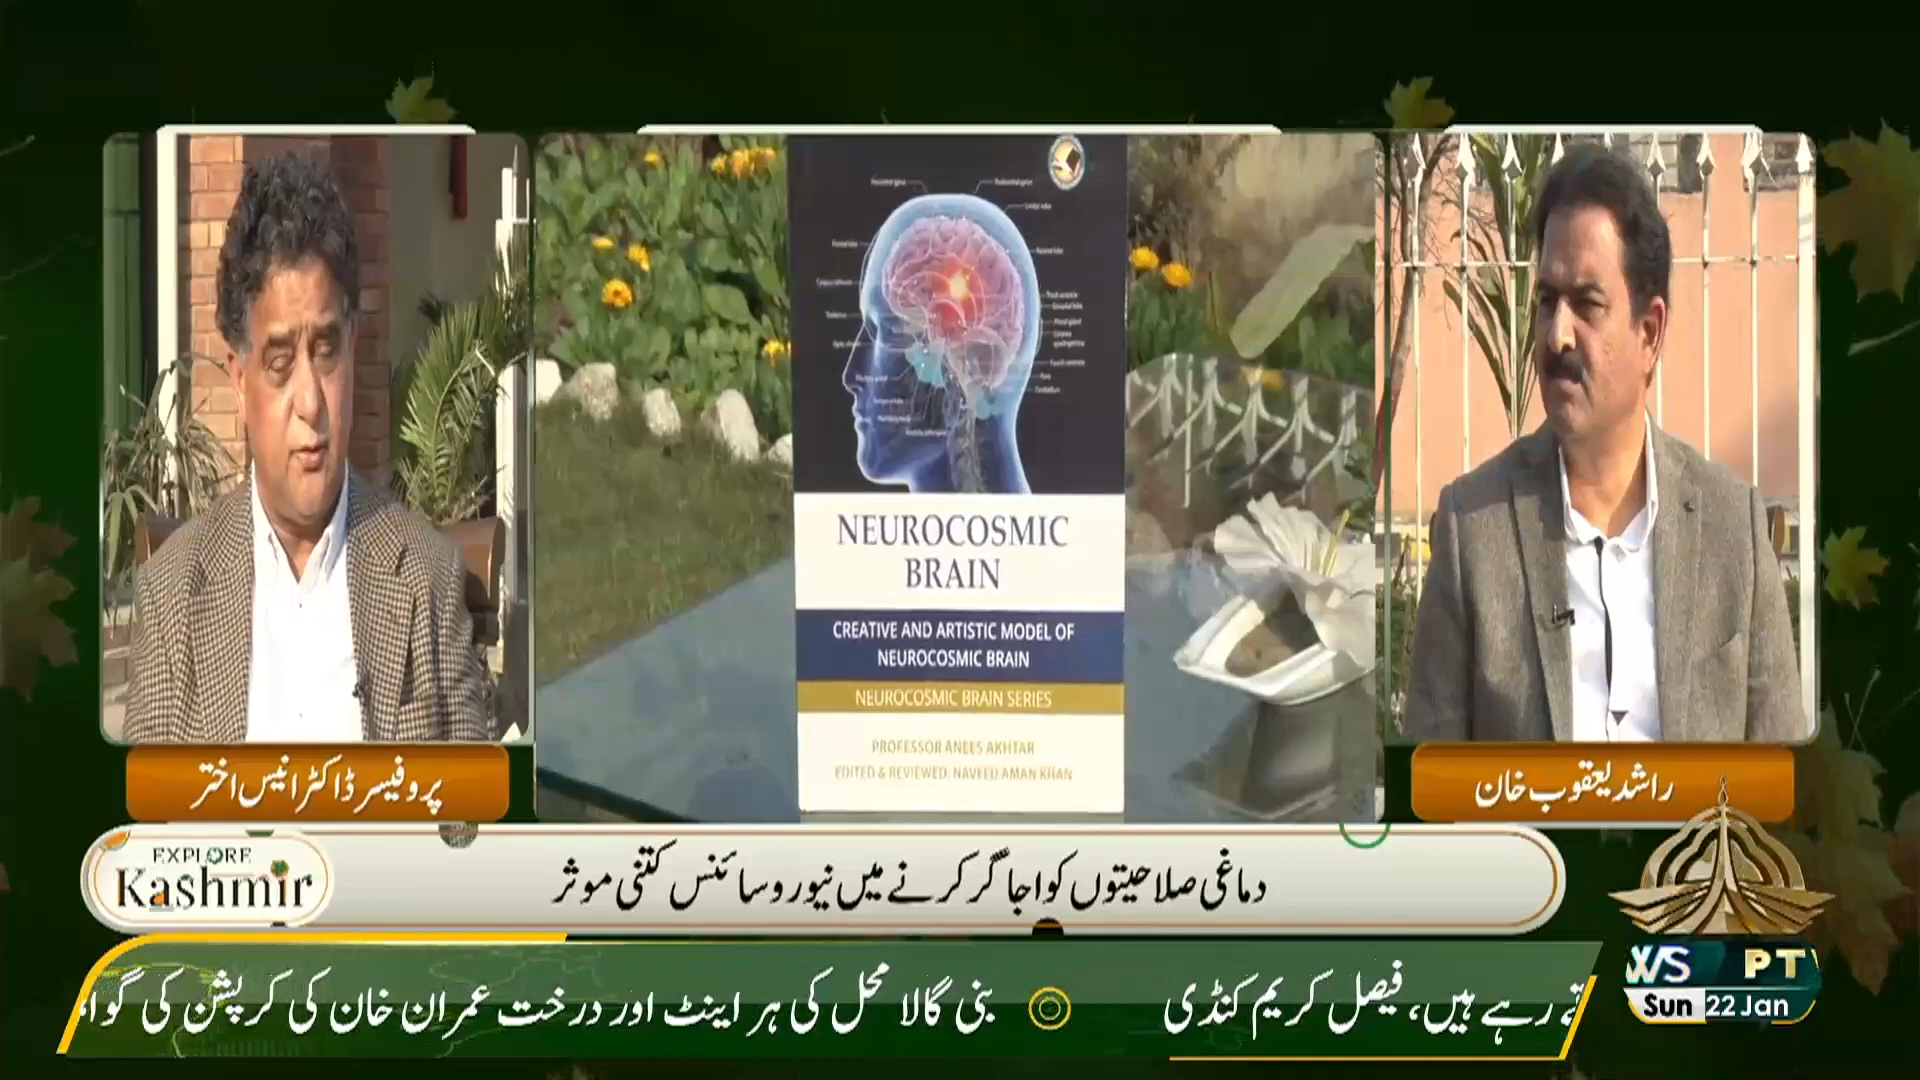 NEUROCOSMIC
BRAIN
CREATIVE AND ARTISTIC MODEL OF
NEUROCOSMIC BRAIN
NEUROCOSMIC BRAIN SERIES
PROFESSOR ANEES AKHTAR
EDITED & REVIEWED: NAVEED AMAN KHAN
پروفیسر ڈاکٹر انیس اختر
راشد یعقوب خان
EXPLORE
Kashmir
دماغی صلاحیتوں کو اجاگر کرنے میں نیورو سائنس کتنی موثر
رہے ہیں، فیصل کریم کنڈی
بنی گالا محل کی ہر اینٹ اور درخت عمران خان کی کرپشن کی
WS PT
Sun 22 Jan